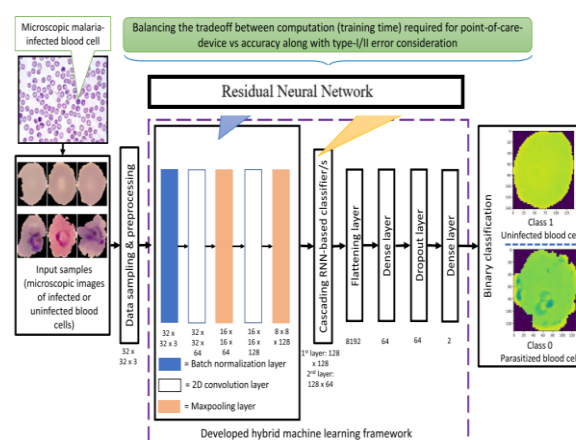 Microscopic malaria-
infected blood cell
Balancing the tradeoff between computation (training time) required for point-of-care-
device vs accuracy along with type-I/II error consideration
Residual Neural Network
Input samples
(microscopic images
of infected or
uninfected blood
cells)
Data sampling & preprocessing
32 x
32 x 3
32 x
32 x 3
32 x
32 x
64
16 x
16 x
64
16 x
16 x
128
8 x 8
x 128
= Batch normalization layer
= 2D convolution layer
= Maxpooling layer
Cascading RNN-based classifier/s
1st layer: 128
x 128
2nd layer:
128 x 64
Flattening layer
8192
Dense layer
64
Dropout layer
64
Dense layer
2
Developed hybrid machine learning framework
Binary classification
Class 1
Uninfected blood cel
Class 0
Parasitized blood cel